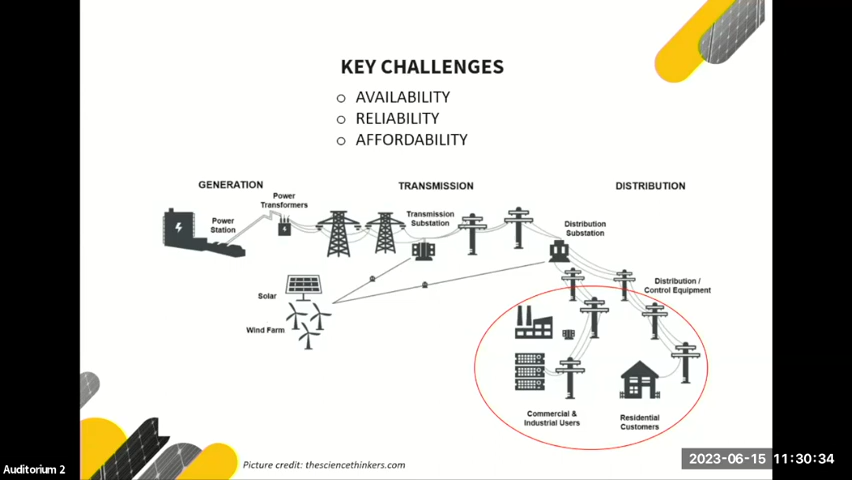 KEY CHALLENGES
o AVAILABILITY
o RELIABILITY
o AFFORDABILITY
GENERATION
TRANSMISSION
DISTRIBUTION
Power
Transformers
Power
Station
Transmission
Substation
Distribution
Substation
Solar
Wind Farm
Distribution /
Control Equipment
Commercial &
Industrial Users
Residential
Customers
Picture credit: thesciencethinkers.com
Auditorium 2
2023-06-15 11:30:34